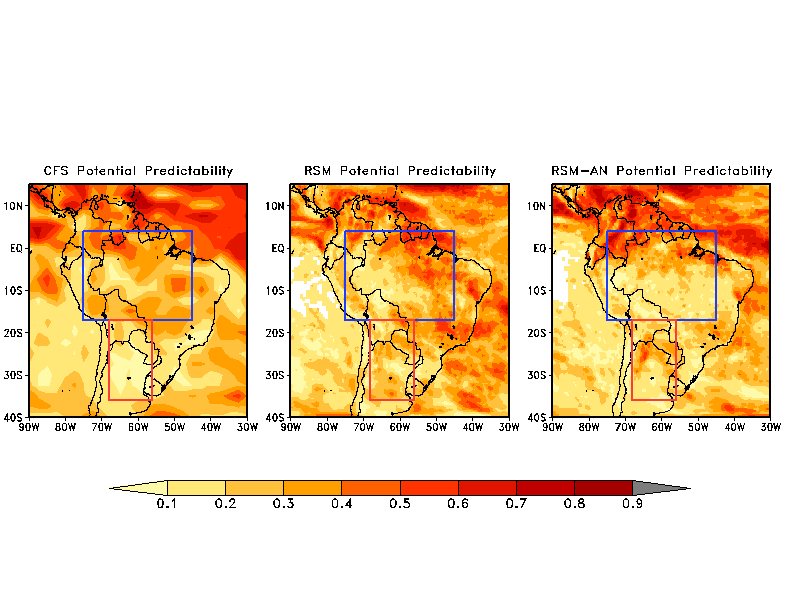 CFS Potential Predictability RSM Potential Predictability RSM-AN Potential Predictability
10N 10N 10N
EQ EQ EQ
10S 10S 10S
20S 20S 20S
30S 30S 30S
40S 40S 40S
90W 80W 70W 60W 50W 40W 30W 90W 80W 70W 60W 50W 40W 30W 90W 80W 70W 60W 50W 40W 30W
0.1 0.2 0.3 0.4 0.5 0.6 0.7 0.8 0.9